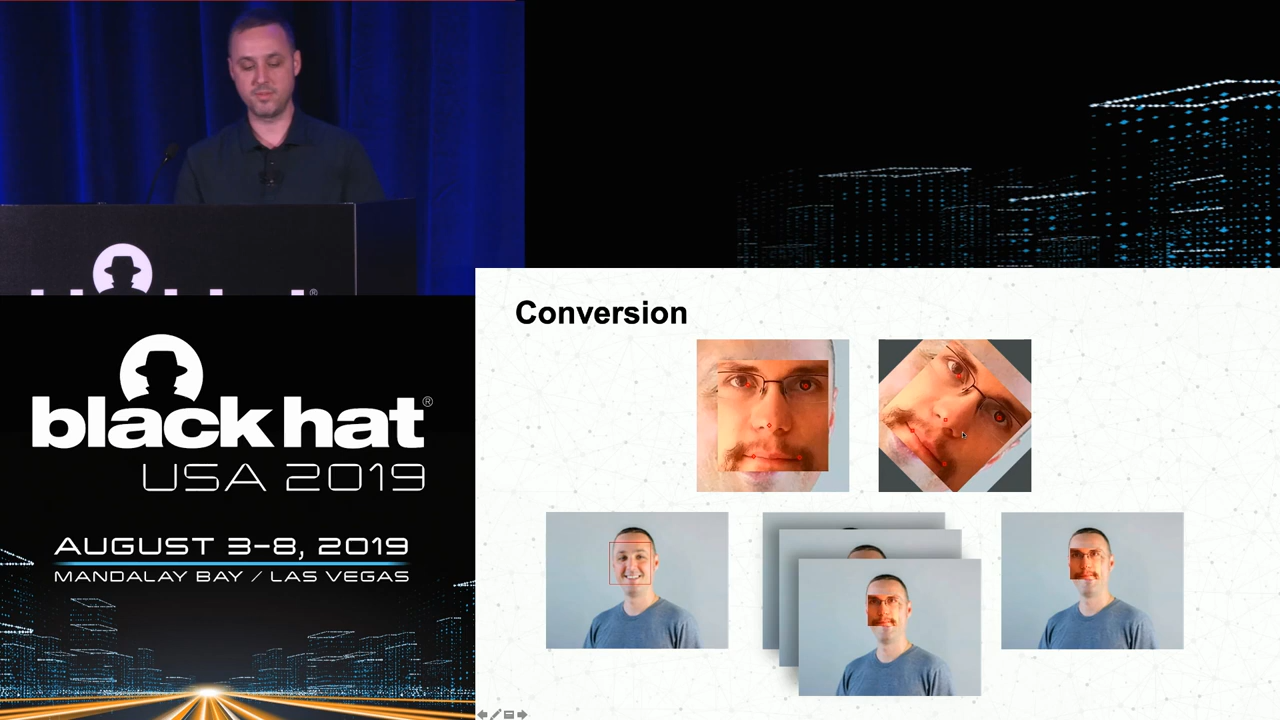 black hat®
USA 2019
AUGUST 3-8, 2019
MANDALAY BAY / LAS VEGAS
Conversion